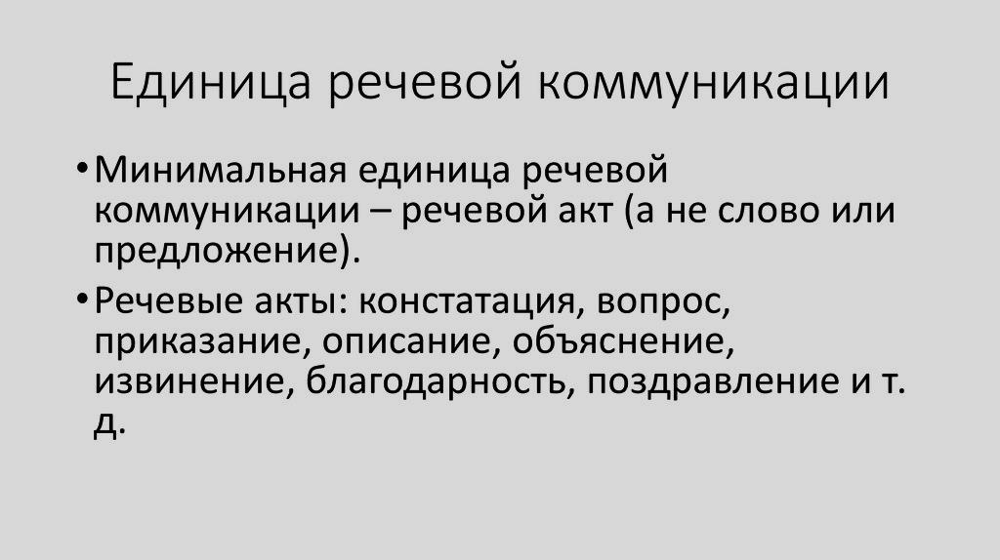 Единица речевой коммуникации
•Минимальная единица речевой
коммуникации – речевой акт (а не слово или
предложение).
•Речевые акты: констатация, вопрос,
приказание, описание, объяснение,
извинение, благодарность, поздравление и т.
д.